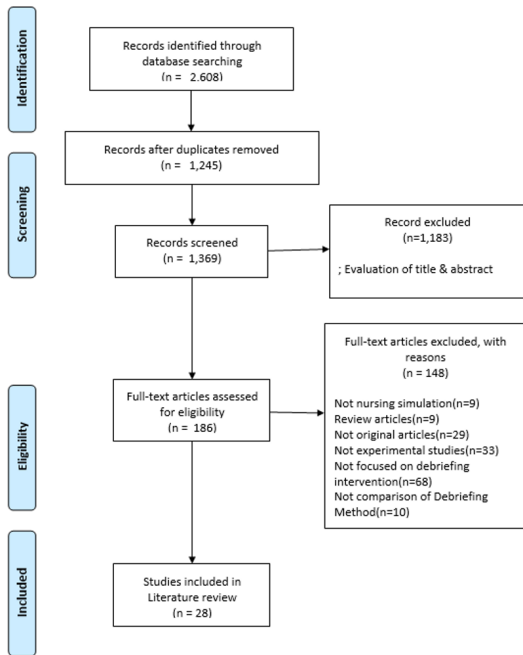 Identification
Records identified through
database searching
(n = 2.608)
Records after duplicates removed
(n = 1,245)
Screening
Records screened
(n = 1,369)
Record excluded
(n=1,183)
; Evaluation of title & abstract
Eligibility
Full-text articles assessed
for eligibility
(n = 186)
Full-text articles excluded, with
reasons
(n = 148)
Not nursing simulation(n=9)
Review articles(n=9)
Not original articles(n=29)
Not experimental studies(n=33)
Not focused on debriefing
intervention(n=68)
Not comparison of Debriefing
Method(n=10)
Included
Studies included in
Literature review
(n = 28)